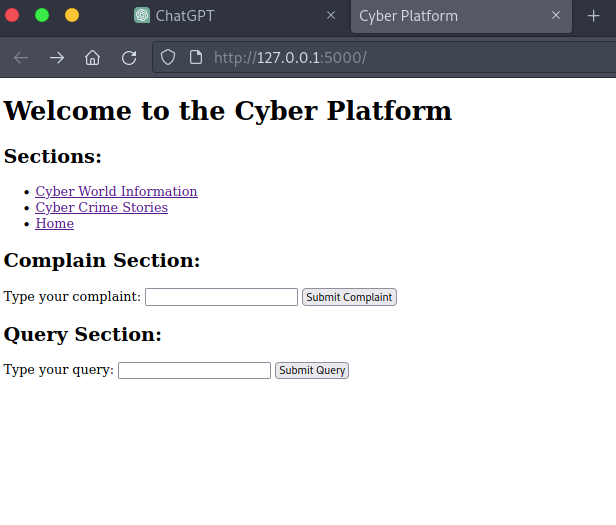 ChatGPT
Cyber Platform
http://127.0.0.1:5000/
Welcome to the Cyber Platform
Sections:
Cyber World Information
Cyber Crime Stories
Home
Complain Section:
Type your complaint: Submit Complaint
Query Section:
Type your query: Submit Query